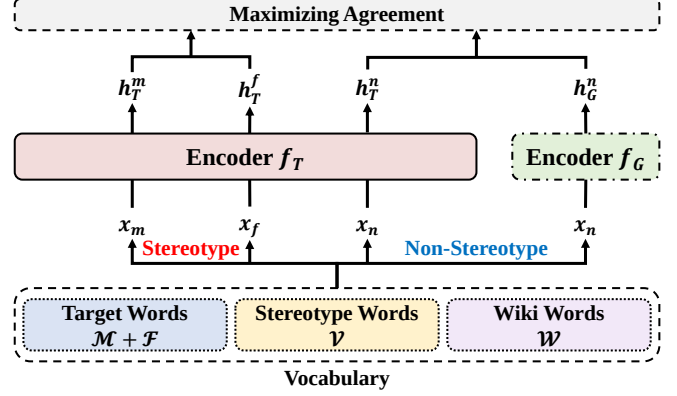 Maximizing Agreement
h_T^m h_T^f h_T^n h_G^n
Encoder f_T Encoder f_G
x_m x_f x_n x_n
Stereotype Non-Stereotype
Target Words Stereotype Words Wiki Words
ℳ + ℱ 𝒱 𝒲
Vocabulary